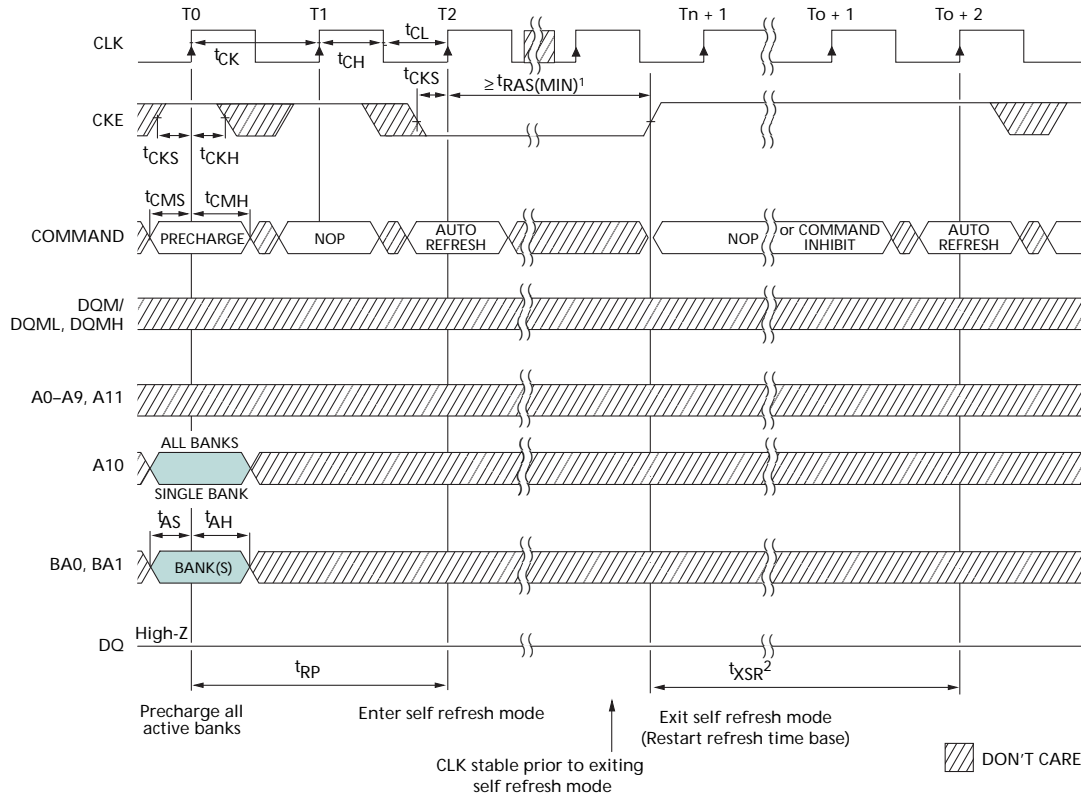 T0 T1 T2 Tn + 1 To + 1 To + 2
CLK
tCK tCH tCL
tCKS ≥ tRAS(MIN)1
CKE
tCKS tCKH
tCMS tCMH
COMMAND PRECHARGE NOP AUTO REFRESH NOP or COMMAND INHIBIT AUTO REFRESH
DQM/
DQML, DQMH
A0–A9, A11
ALL BANKS
A10
SINGLE BANK
tAS tAH
BA0, BA1 BANK(S)
High-Z
DQ
tRP tXSR2
Precharge all
active banks
Enter self refresh mode
CLK stable prior to exiting
self refresh mode
Exit self refresh mode
(Restart refresh time base)
DON'T CARE